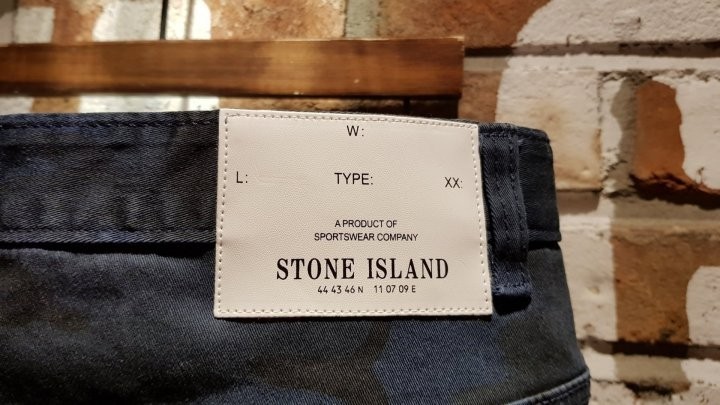 W:
L: TYPE: XX:
A PRODUCT OF
SPORTSWEAR COMPANY
STONE ISLAND
44 43 46 N 11 07 09 E